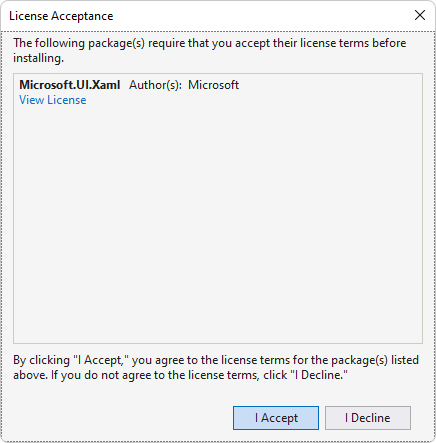 License Acceptance
The following package(s) require that you accept their license terms before
installing.
Microsoft.UI.Xaml Author(s): Microsoft
View License
By clicking "I Accept," you agree to the license terms for the package(s) listed
above. If you do not agree to the license terms, click "I Decline."
I Accept I Decline